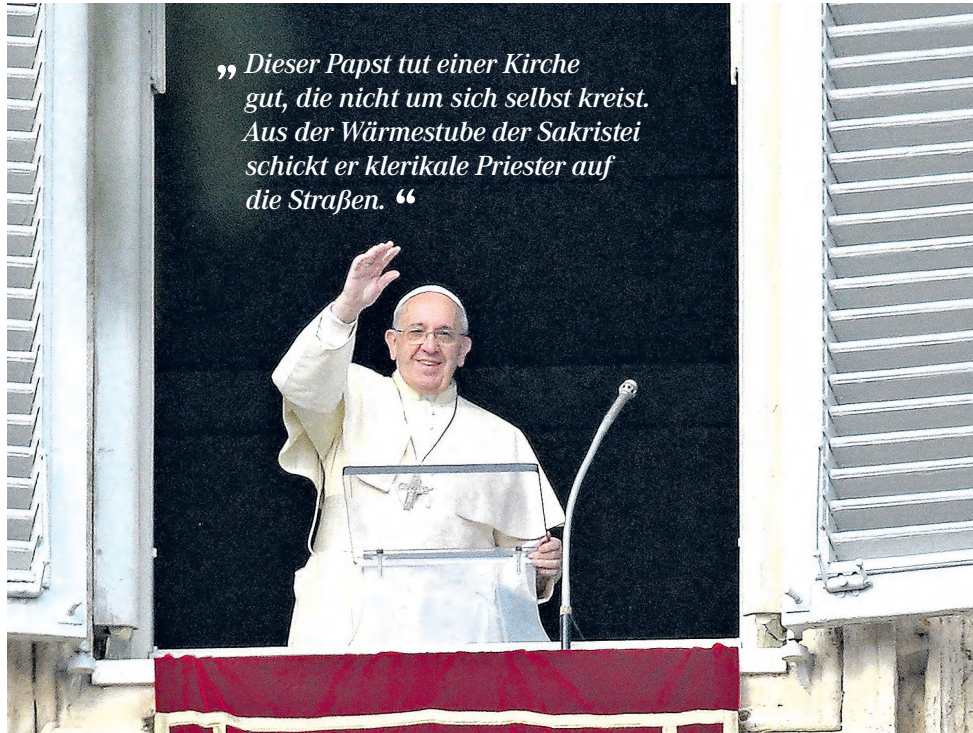 „ Dieser Papst tut einer Kirche
gut, die nicht um sich selbst kreist.
Aus der Wärmestube der Sakristei
schickt er klerikale Priester auf
die Straßen. “